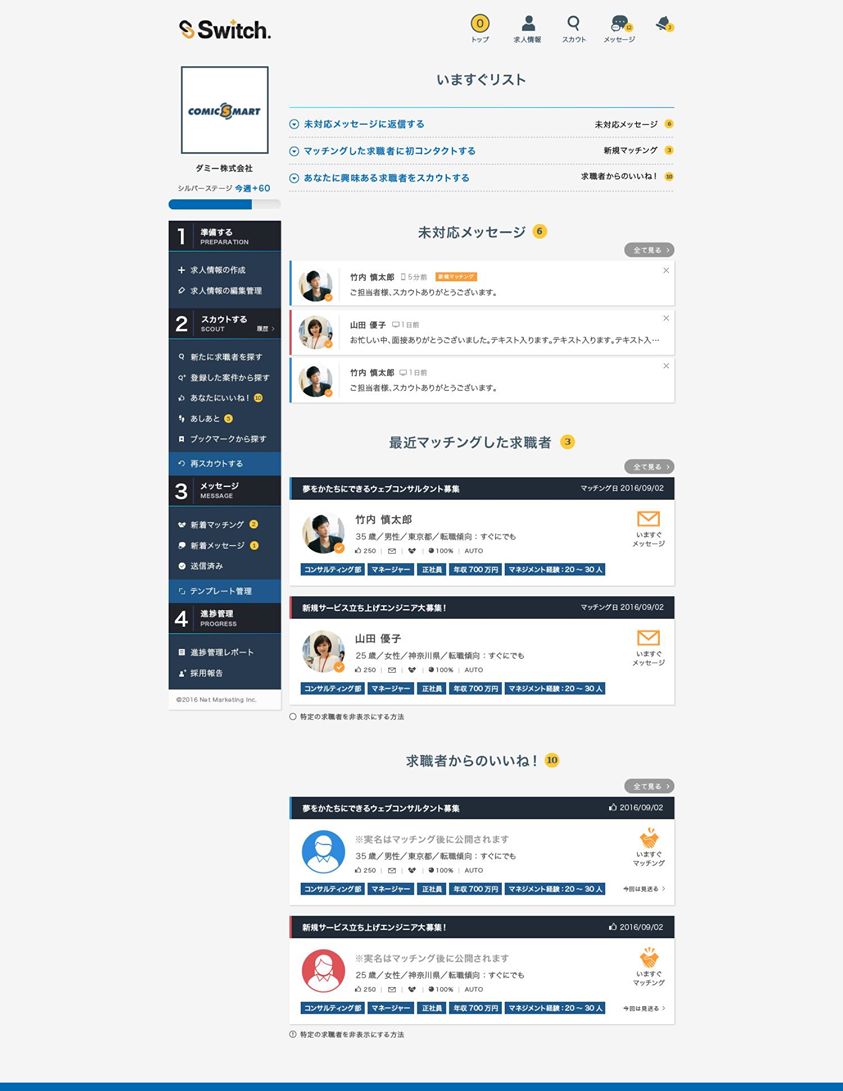 Switch.
0
トップ
求人情報
スカウト
メッセージ
COMICSMART
ダミー株式会社
シルバーステージ 今週+60
1 準備する
PREPARATION
求人情報の作成
求人情報の編集管理
2 スカウトする
SCOUT 履歴
新たに求職者を探す
登録した案件から探す
あなたにいいね! 10
あしあと 3
ブックマークから探す
再スカウトする
3 メッセージ
MESSAGE
新着マッチング 2
新着メッセージ 1
送信済み
テンプレート管理
4 進捗管理
PROGRESS
進捗管理レポート
採用報告
©2016 Net Marketing Inc.
いますぐリスト
未対応メッセージに返信する 未対応メッセージ 6
マッチングした求職者に初コンタクトする 新規マッチング 3
あなたに興味ある求職者をスカウトする 求職者からのいいね! 10
未対応メッセージ 6
全て見る
竹内 慎太郎 5分前 新規マッチング
ご担当者様、スカウトありがとうございます。
山田 優子 1日前
お忙しい中、面接ありがとうございました。テキスト入ります。テキスト入ります。テキスト入…
竹内 慎太郎 1日前
ご担当者様、スカウトありがとうございます。
最近マッチングした求職者 3
全て見る
夢をかたちにできるウェブコンサルタント募集 マッチング日 2016/09/02
竹内 慎太郎
35歳/男性/東京都/転職傾向:すぐにでも
250 | | | 100% | AUTO
コンサルティング部 マネージャー 正社員 年収700万円 マネジメント経験:20〜30人
いますぐ
メッセージ
新規サービス立ち上げエンジニア大募集! マッチング日 2016/09/02
山田 優子
25歳/女性/神奈川県/転職傾向:すぐにでも
250 | | | 100% | AUTO
コンサルティング部 マネージャー 正社員 年収700万円 マネジメント経験:20〜30人
いますぐ
メッセージ
特定の求職者を非表示にする方法
求職者からのいいね! 10
全て見る
夢をかたちにできるウェブコンサルタント募集 2016/09/02
※実名はマッチング後に公開されます
35歳/男性/東京都/転職傾向:すぐにでも
250 | | | 100% | AUTO
コンサルティング部 マネージャー 正社員 年収700万円 マネジメント経験:20〜30人
いますぐ
マッチング
今回は見送る
新規サービス立ち上げエンジニア大募集! 2016/09/02
※実名はマッチング後に公開されます
25歳/女性/神奈川県/転職傾向:すぐにでも
250 | | | 100% | AUTO
コンサルティング部 マネージャー 正社員 年収700万円 マネジメント経験:20〜30人
いますぐ
マッチング
今回は見送る
特定の求職者を非表示にする方法